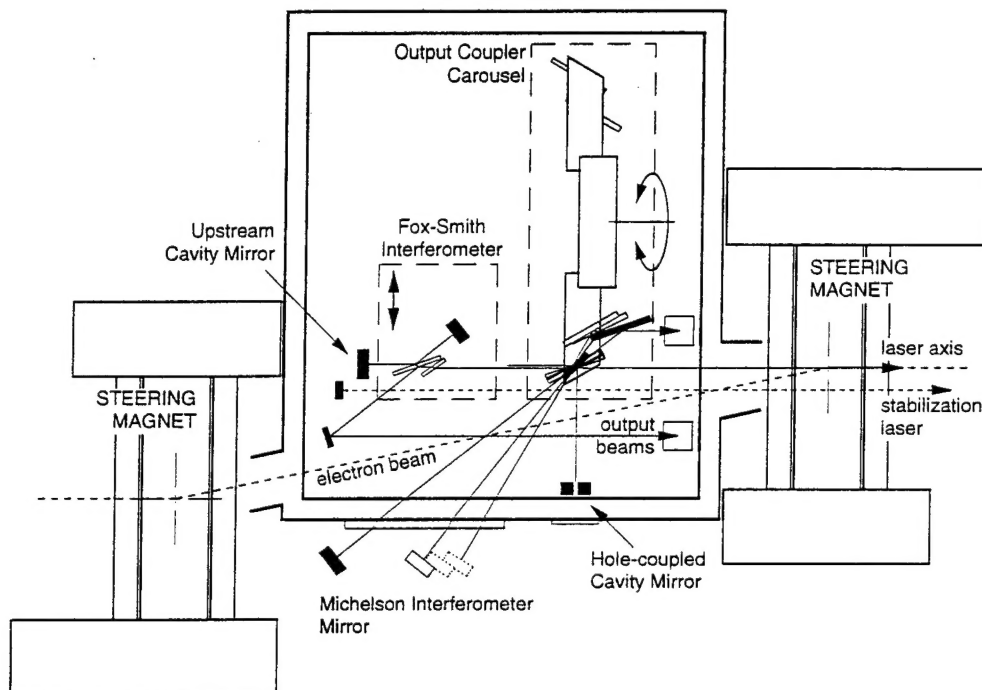 Output Coupler
Carousel
Fox-Smith
Interferometer
Upstream
Cavity Mirror
STEERING
MAGNET
STEERING
MAGNET
laser axis
stabilization
laser
output
beams
electron beam
Hole-coupled
Cavity Mirror
Michelson Interferometer
Mirror